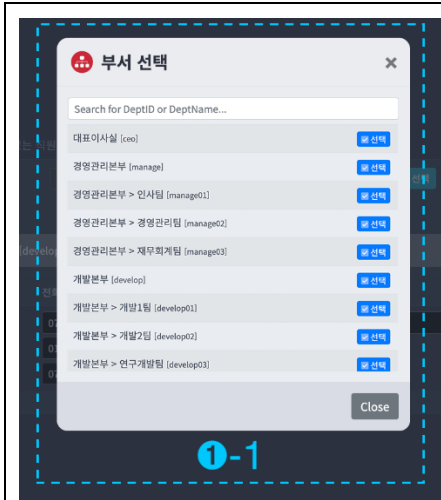 부서 선택
×
Search for DeptID or DeptName...
대표이사실 [ceo] 선택
경영관리본부 [manage] 선택
경영관리본부 > 인사팀 [manage01] 선택
경영관리본부 > 경영관리팀 [manage02] 선택
경영관리본부 > 재무회계팀 [manage03] 선택
개발본부 [develop] 선택
개발본부 > 개발1팀 [develop01] 선택
개발본부 > 개발2팀 [develop02] 선택
개발본부 > 연구개발팀 [develop03] 선택
Close
❶-1